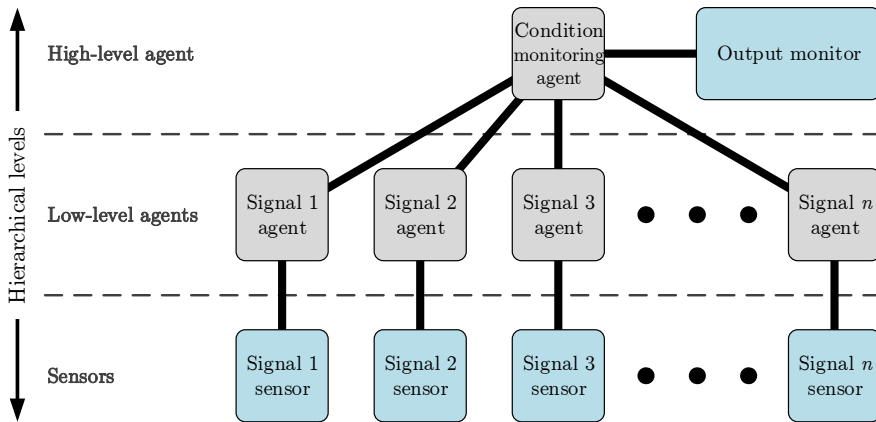 Hierarchical levels
High-level agent
Condition
monitoring
agent
Output monitor
Low-level agents
Signal 1
agent
Signal 2
agent
Signal 3
agent
Signal n
agent
Sensors
Signal 1
sensor
Signal 2
sensor
Signal 3
sensor
Signal n
sensor